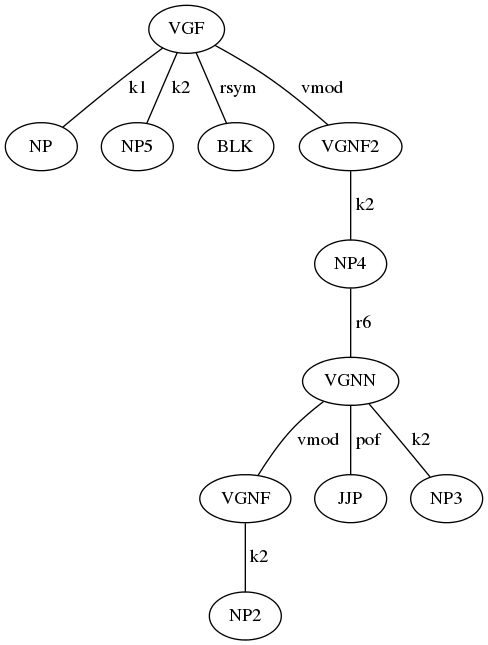 VGF
k1 k2 rsym vmod
NP NP5 BLK VGNF2
k2
NP4
r6
VGNN
vmod pof k2
VGNF JJP NP3
k2
NP2